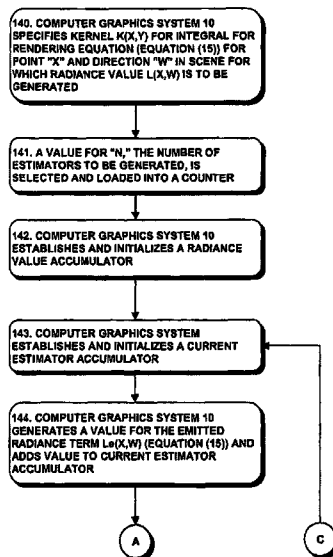 140. COMPUTER GRAPHICS SYSTEM 10
SPECIFIES KERNEL K(X,Y) FOR INTEGRAL FOR
RENDERING EQUATION (EQUATION (15)) FOR
POINT "X" AND DIRECTION "W" IN SCENE FOR
WHICH RADIANCE VALUE L(X,W) IS TO BE
GENERATED
141. A VALUE FOR "N," THE NUMBER OF
ESTIMATORS TO BE GENERATED, IS
SELECTED AND LOADED INTO A COUNTER
142. COMPUTER GRAPHICS SYSTEM 10
ESTABLISHES AND INITIALIZES A RADIANCE
VALUE ACCUMULATOR
143. COMPUTER GRAPHICS SYSTEM
ESTABLISHES AND INITIALIZES A CURRENT
ESTIMATOR ACCUMULATOR
144. COMPUTER GRAPHICS SYSTEM 10
GENERATES A VALUE FOR THE EMITTED
RADIANCE TERM Le(X,W) (EQUATION (15)) AND
ADDS VALUE TO CURRENT ESTIMATOR
ACCUMULATOR
A
C